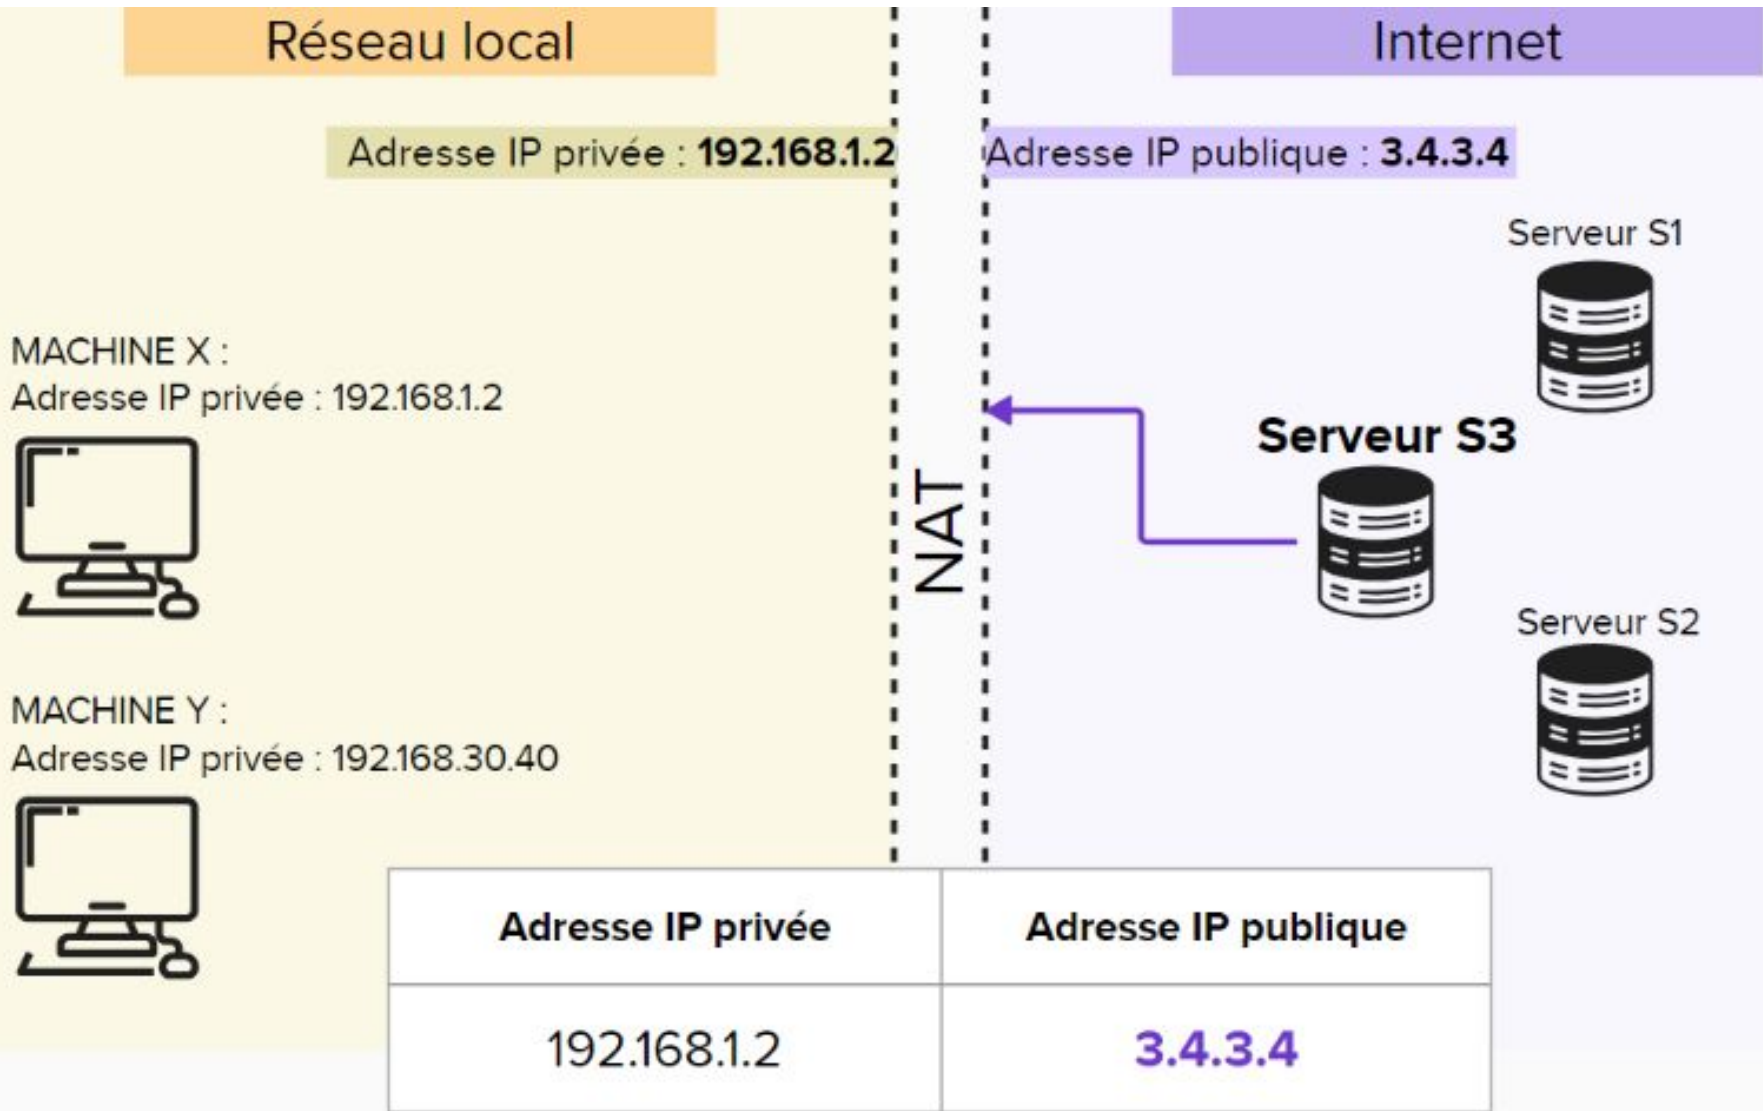 Réseau local
Internet
Adresse IP privée : 192.168.1.2
Adresse IP publique : 3.4.3.4
Serveur S1
MACHINE X :
Adresse IP privée : 192.168.1.2
Serveur S3
NAT
Serveur S2
MACHINE Y :
Adresse IP privée : 192.168.30.40
Adresse IP privée
Adresse IP publique
192.168.1.2
3.4.3.4